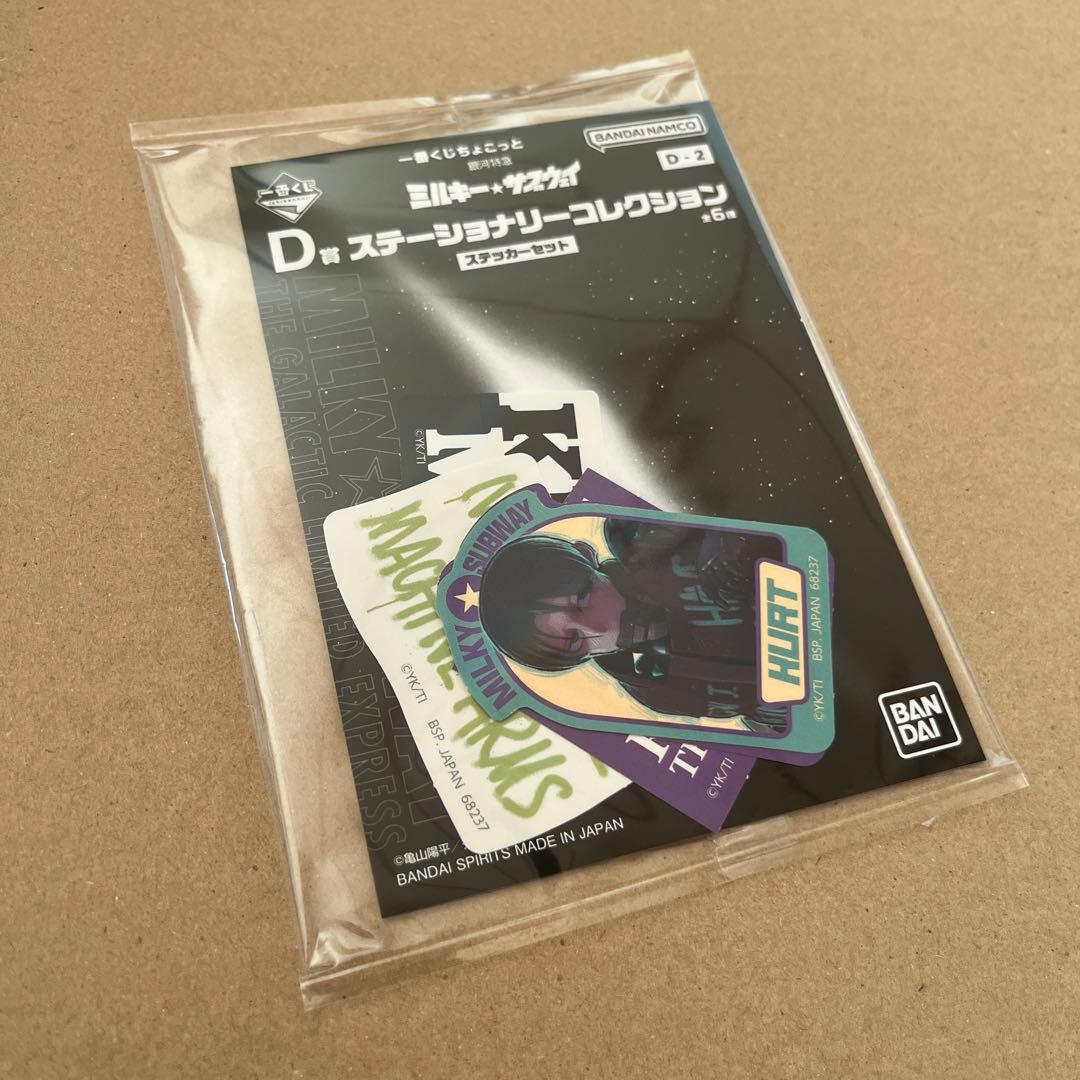 BANDAI NAMCO
一番くじちょこっと
D-2
銀河特急
ミルキー☆サブウェイ
一番くじ
ichibankuji
D賞 ステーショナリーコレクション
全6種
ステッカーセット
MILKY☆
THE GALACTIC LIMITED EXPRESS
©YK/TI
K
MACHINE
ARMS
©YK/TI BSP. JAPAN 68237
MILKY★SUBWAY
KURT
©YK/TI BSP. JAPAN 68237
TI
©YK/TI
BAN
DAI
©亀山陽平
BANDAI SPIRITS MADE IN JAPAN